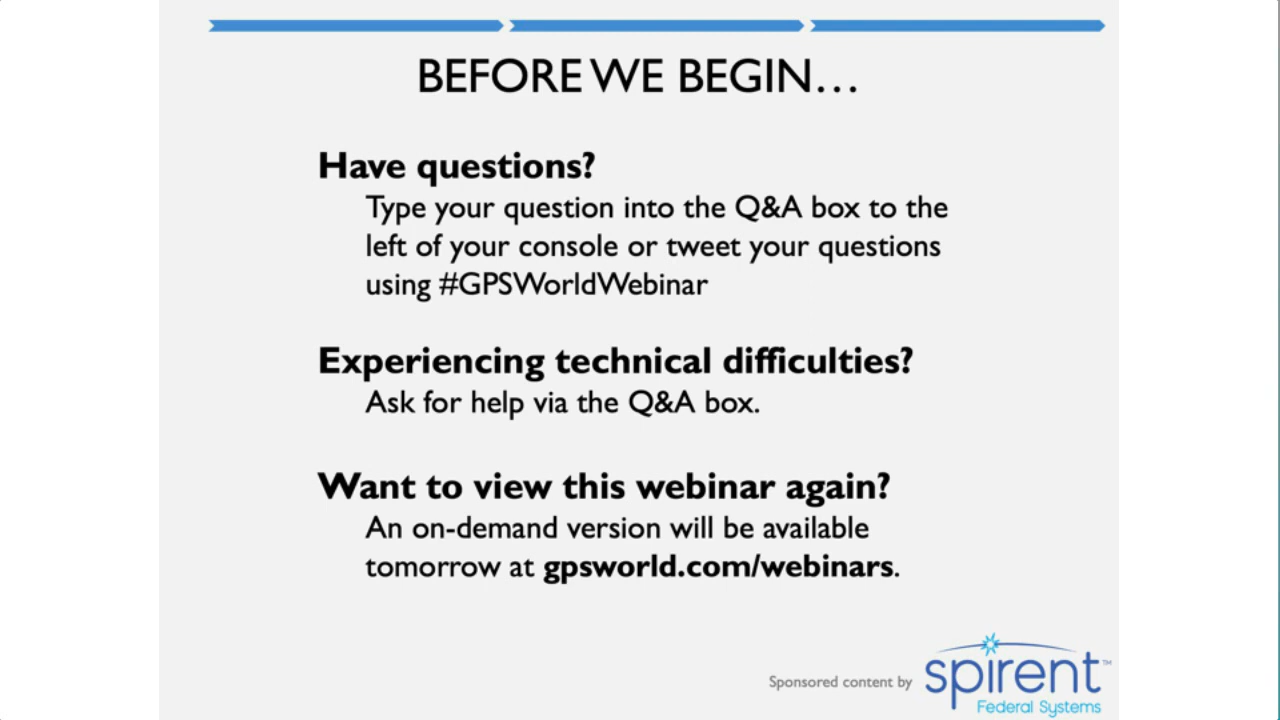 BEFORE WE BEGIN…
Have questions?
Type your question into the Q&A box to the
left of your console or tweet your questions
using #GPSWorldWebinar
Experiencing technical difficulties?
Ask for help via the Q&A box.
Want to view this webinar again?
An on-demand version will be available
tomorrow at gpsworld.com/webinars.
Sponsored content by
spirent™
Federal Systems